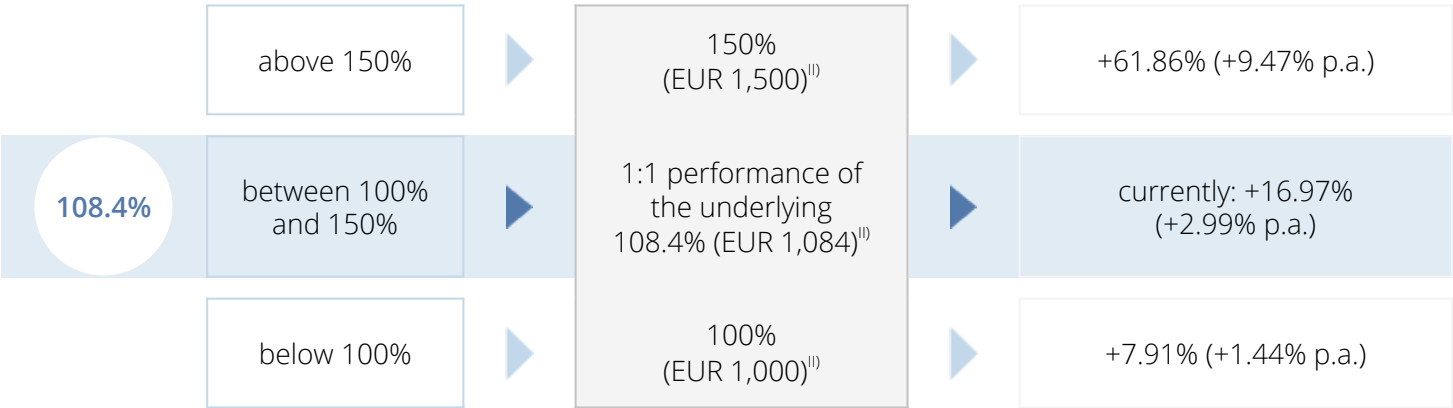 above 150%
150%
(EUR 1,500)II)
+61.86% (+9.47% p.a.)
108.4%
between 100%
and 150%
1:1 performance of
the underlying
108.4% (EUR 1,084)II)
currently: +16.97%
(+2.99% p.a.)
below 100%
100%
(EUR 1,000)II)
+7.91% (+1.44% p.a.)